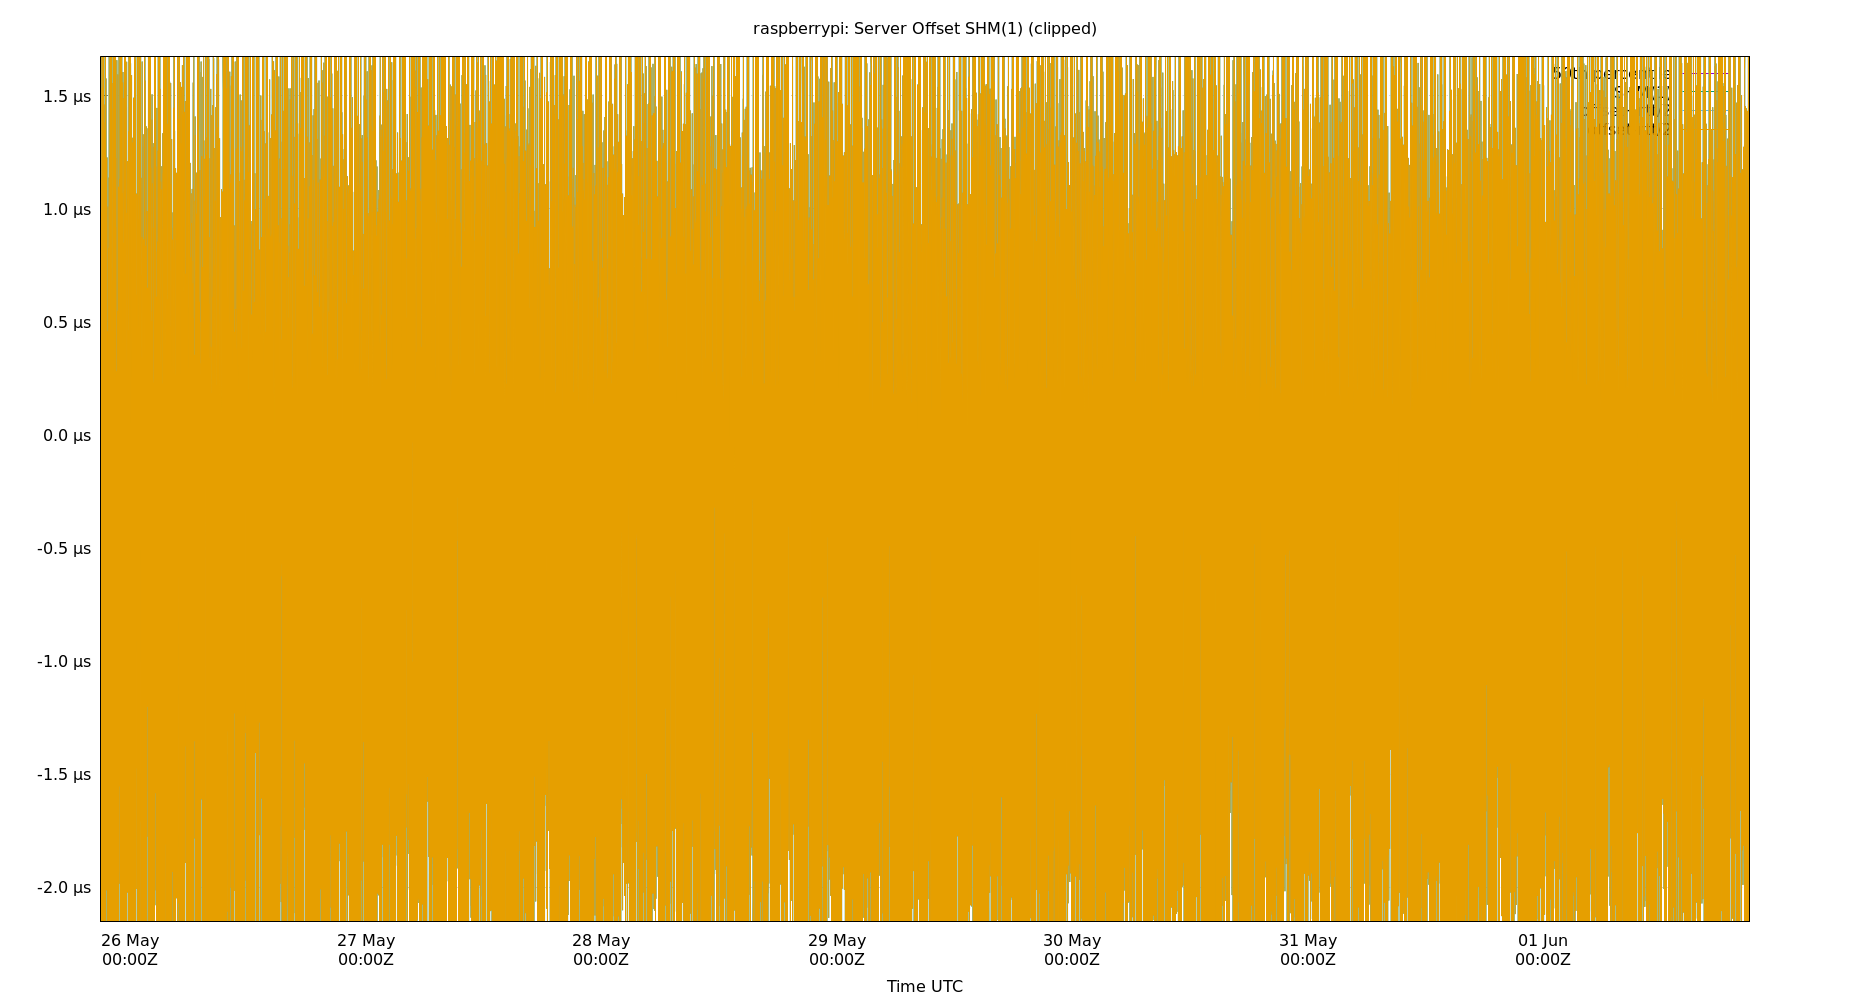 raspberrypi: Server Offset SHM(1) (clipped)
1.5 µs
1.0 µs
0.5 µs
0.0 µs
-0.5 µs
-1.0 µs
-1.5 µs
-2.0 µs
50th percentile
26 May
00:00Z
27 May
00:00Z
28 May
00:00Z
29 May
00:00Z
30 May
00:00Z
31 May
00:00Z
01 Jun
00:00Z
Time UTC